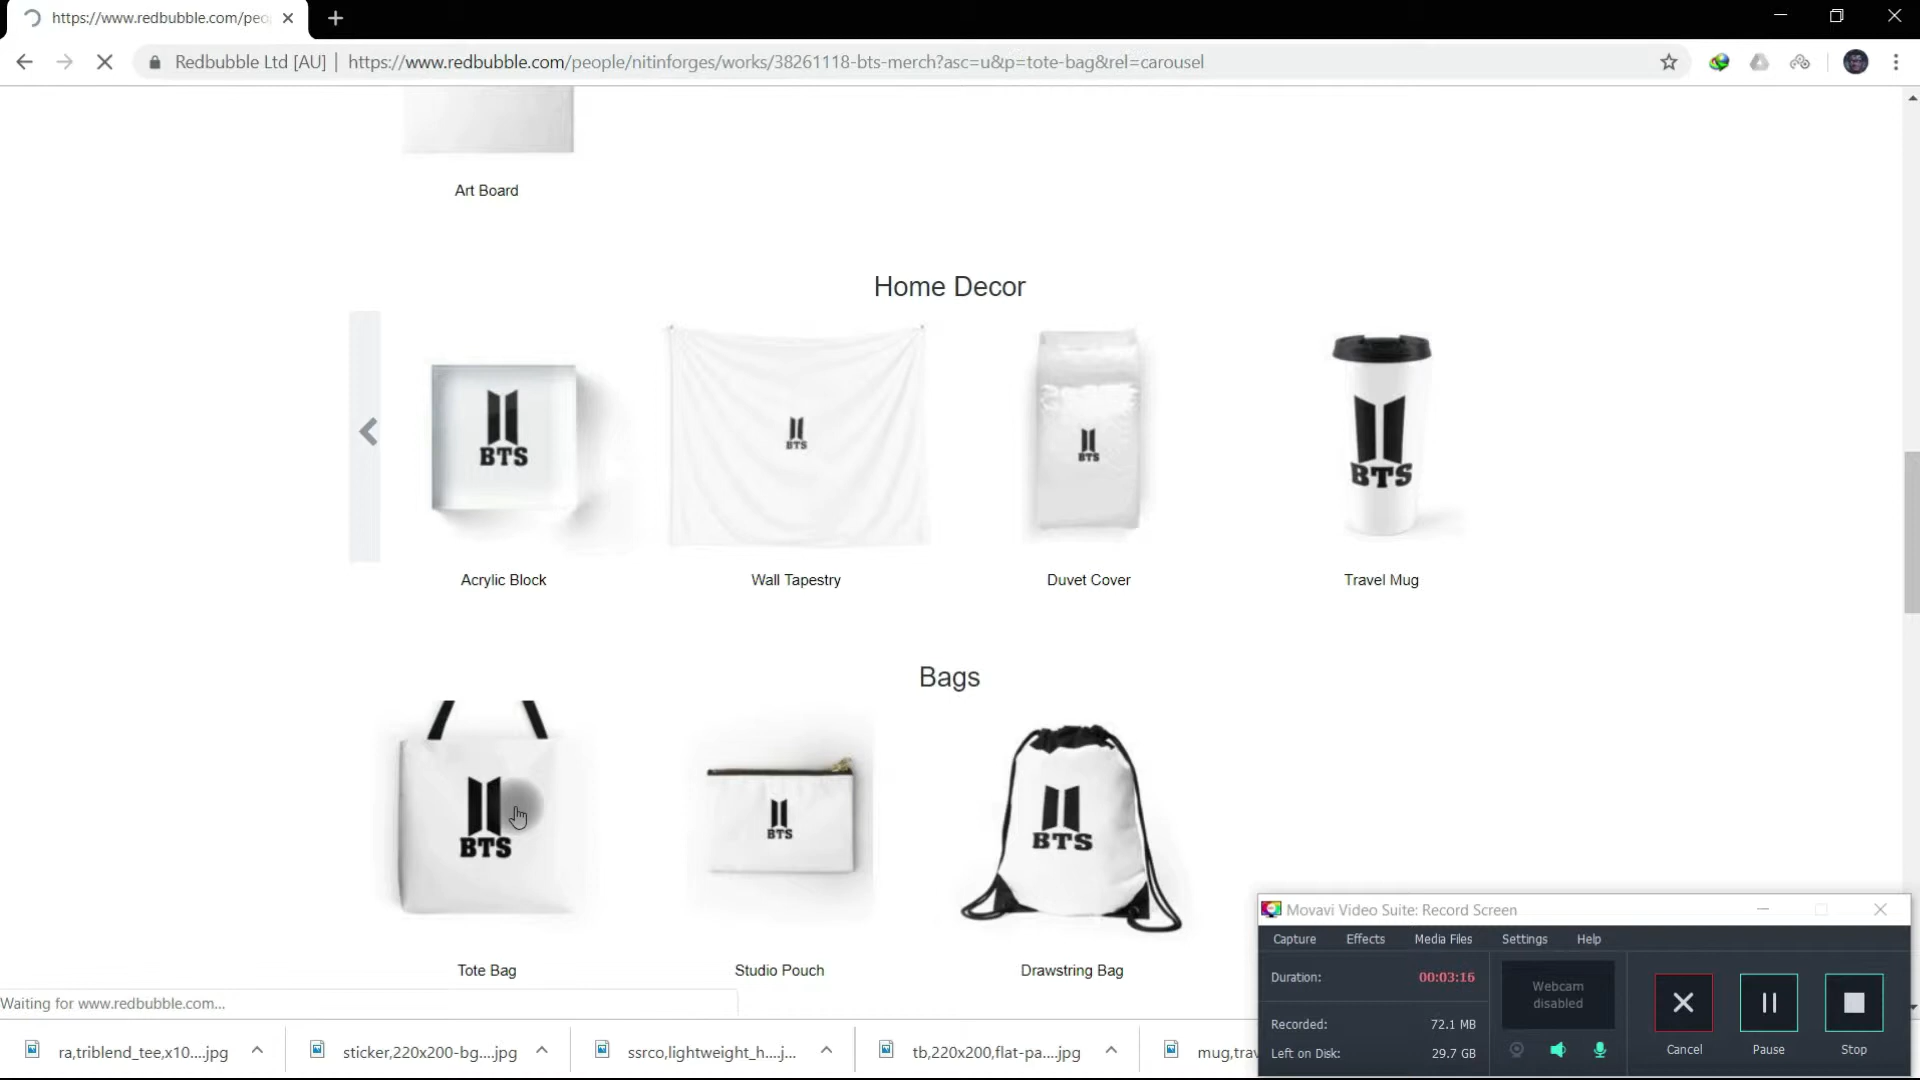 https://www.redbubble.com/peo
Redbubble Ltd [AU] | https://www.redbubble.com/people/nitinforges/works/38261118-bts-merch?asc=u&p=tote-bag&rel=carousel
Art Board
Home Decor
BTS
BTS
BTS
BTS
Acrylic Block
Wall Tapestry
Duvet Cover
Travel Mug
Bags
BTS
BTS
BTS
Tote Bag
Studio Pouch
Drawstring Bag
Waiting for www.redbubble.com...
Movavi Video Suite: Record Screen
Capture Effects Media Files Settings Help
Duration: 00:03:16
Webcam
disabled
Recorded: 72.1 MB
Left on Disk: 29.7 GB
Cancel
Pause
Stop
ra,triblend_tee,x10....jpg
sticker,220x200-bg....jpg
ssrco,lightweight_h....j...
tb,220x200,flat-pa....jpg
mug,trav